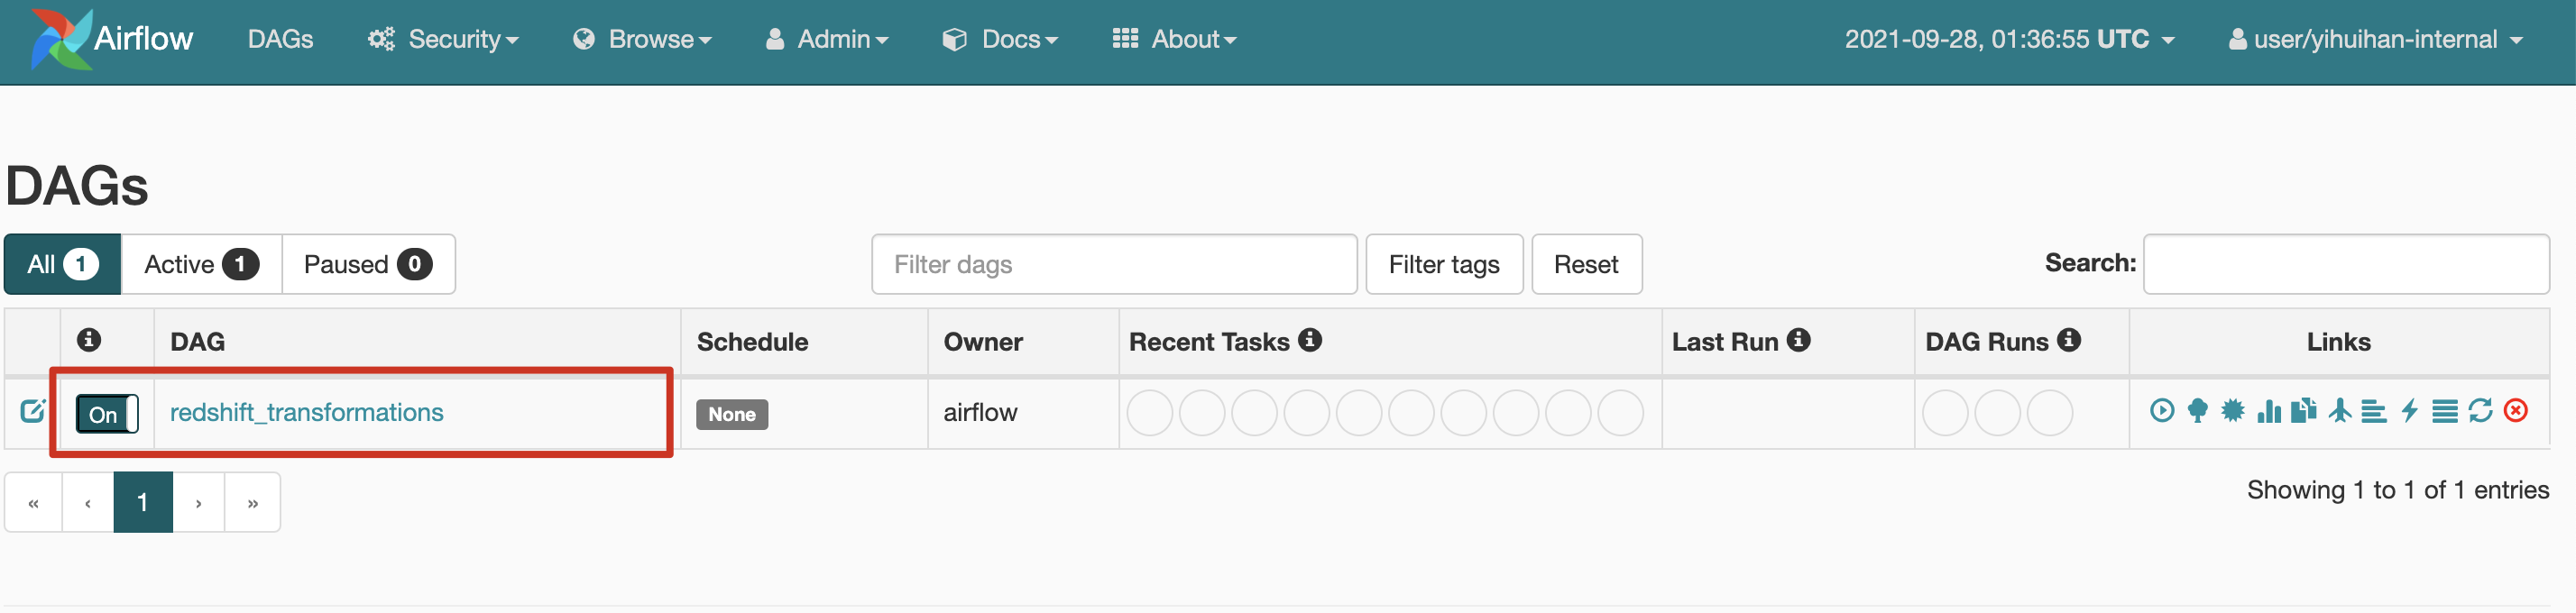 Airflow DAGs Security Browse Admin Docs About 2021-09-28, 01:36:55 UTC user/yihuihan-internal
DAGs
All 1 Active 1 Paused 0 Filter dags Filter tags Reset Search:
DAG Schedule Owner Recent Tasks Last Run DAG Runs Links
On redshift_transformations None airflow
« ‹ 1 › » Showing 1 to 1 of 1 entries